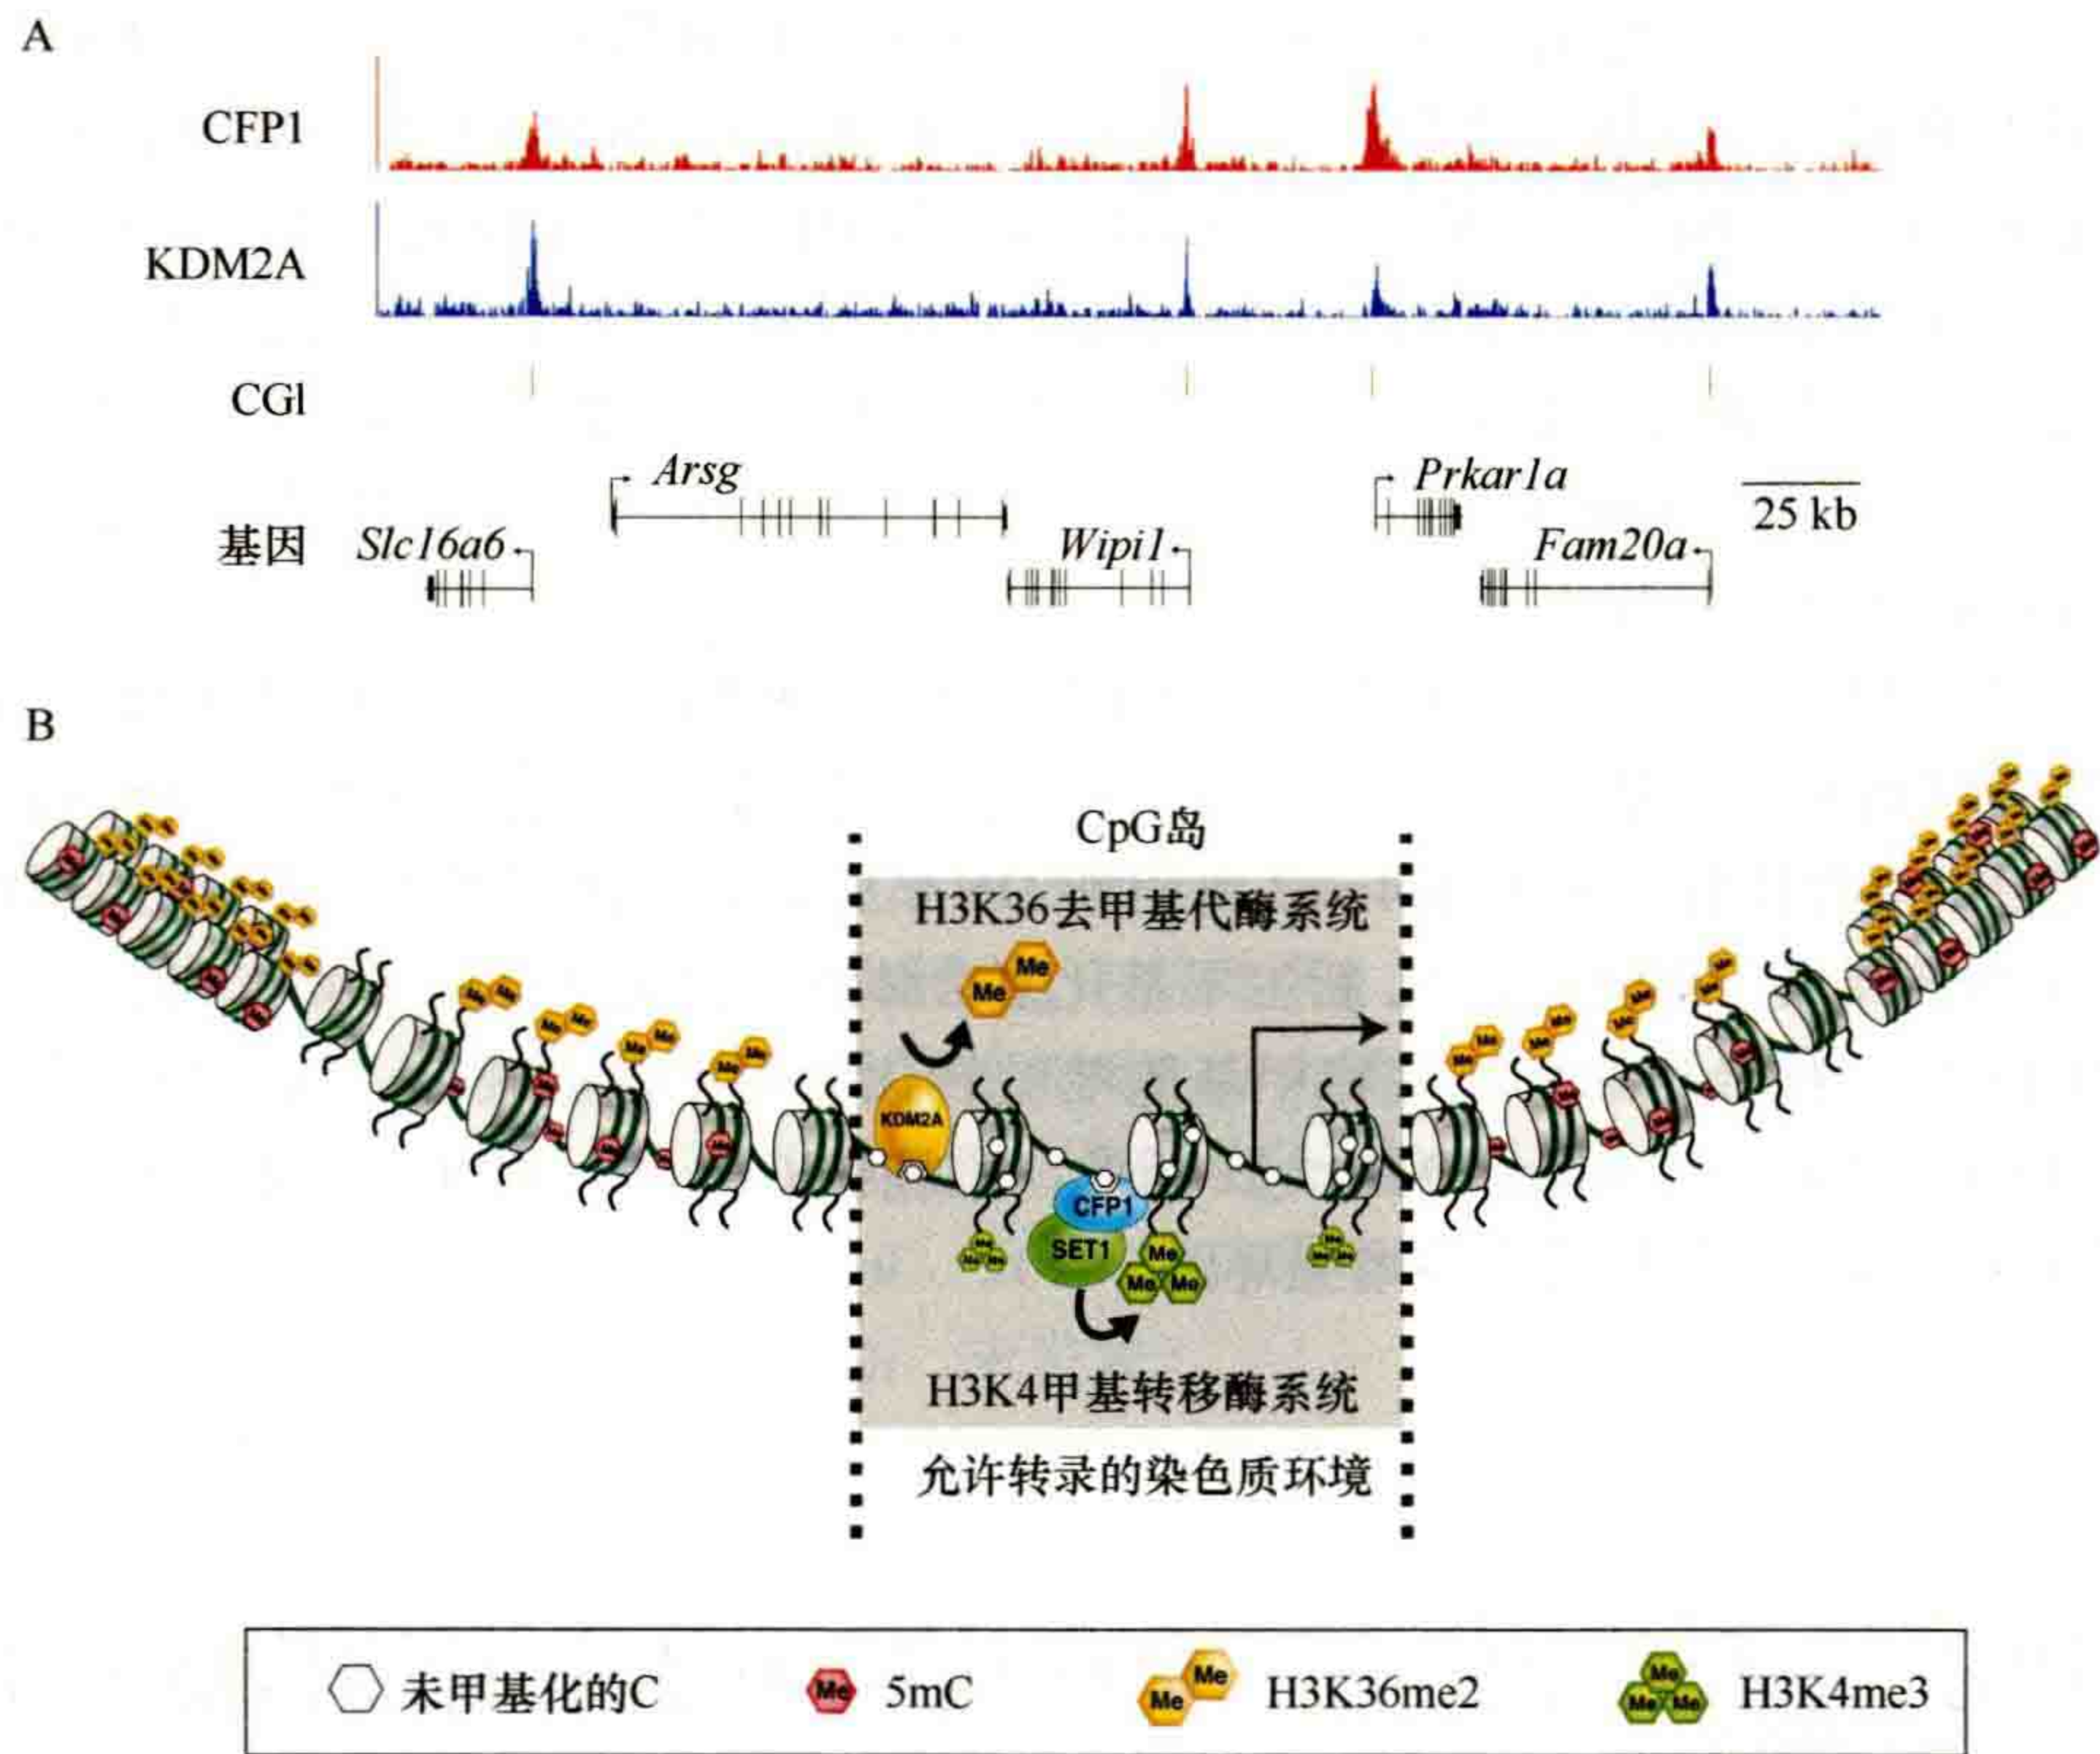 A
CFP1
KDM2A
CGl
基因
Slc16a6
Arsg
Wipi1
Prkar1a
Fam20a
25 kb
B
CpG岛
H3K36去甲基代酶系统
Me
Me
KDM2A
CFP1
SET1
Me
Me
Me
H3K4甲基转移酶系统
允许转录的染色质环境
未甲基化的C
Me
5mC
Me
Me
H3K36me2
Me
Me
Me
H3K4me3